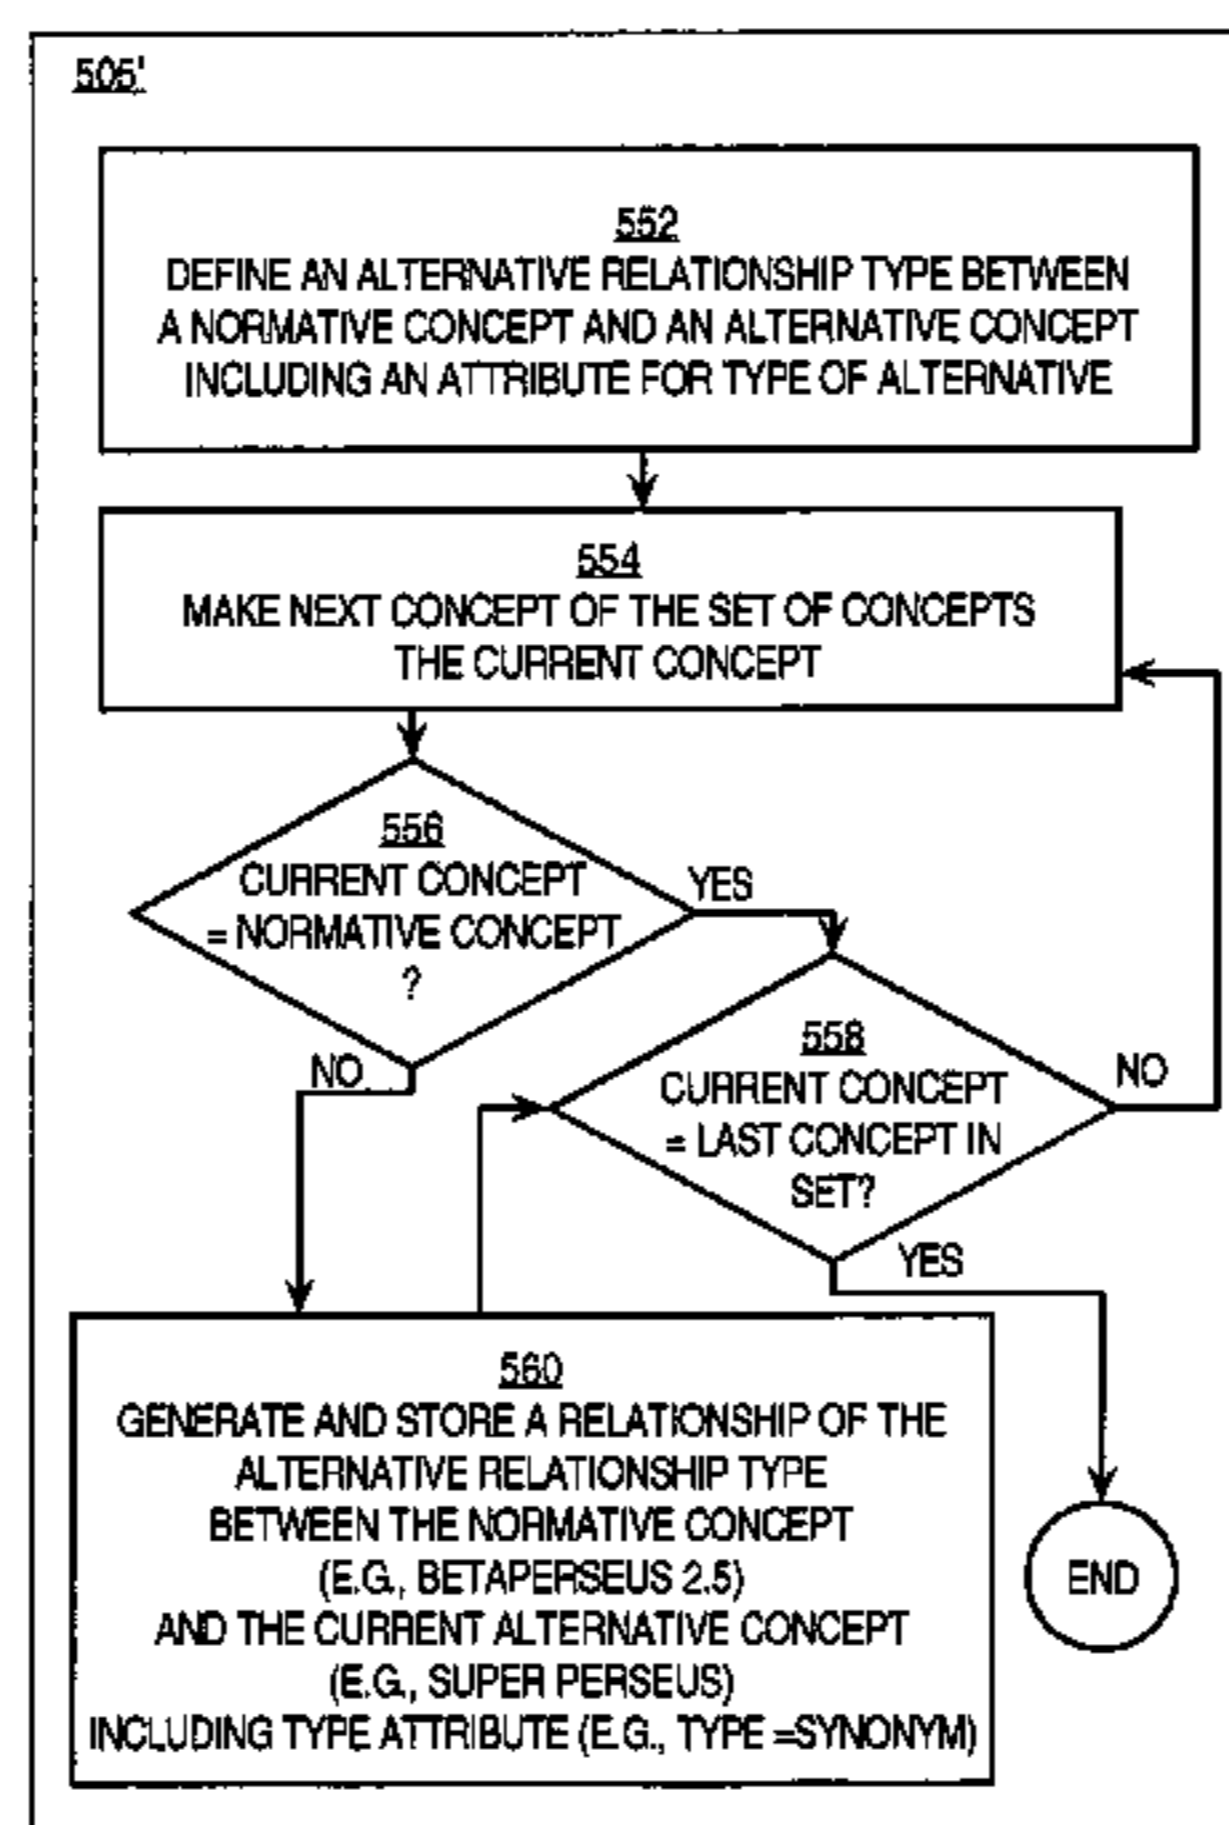 505'
552
DEFINE AN ALTERNATIVE RELATIONSHIP TYPE BETWEEN
A NORMATIVE CONCEPT AND AN ALTERNATIVE CONCEPT
INCLUDING AN ATTRIBUTE FOR TYPE OF ALTERNATIVE
554
MAKE NEXT CONCEPT OF THE SET OF CONCEPTS
THE CURRENT CONCEPT
556
CURRENT CONCEPT
= NORMATIVE CONCEPT
?
YES
NO
558
CURRENT CONCEPT
= LAST CONCEPT IN
SET?
NO
YES
560
GENERATE AND STORE A RELATIONSHIP OF THE
ALTERNATIVE RELATIONSHIP TYPE
BETWEEN THE NORMATIVE CONCEPT
(E.G., BETAPERSEUS 2.5)
AND THE CURRENT ALTERNATIVE CONCEPT
(E.G., SUPER PERSEUS)
INCLUDING TYPE ATTRIBUTE (E.G., TYPE =SYNONYM)
END